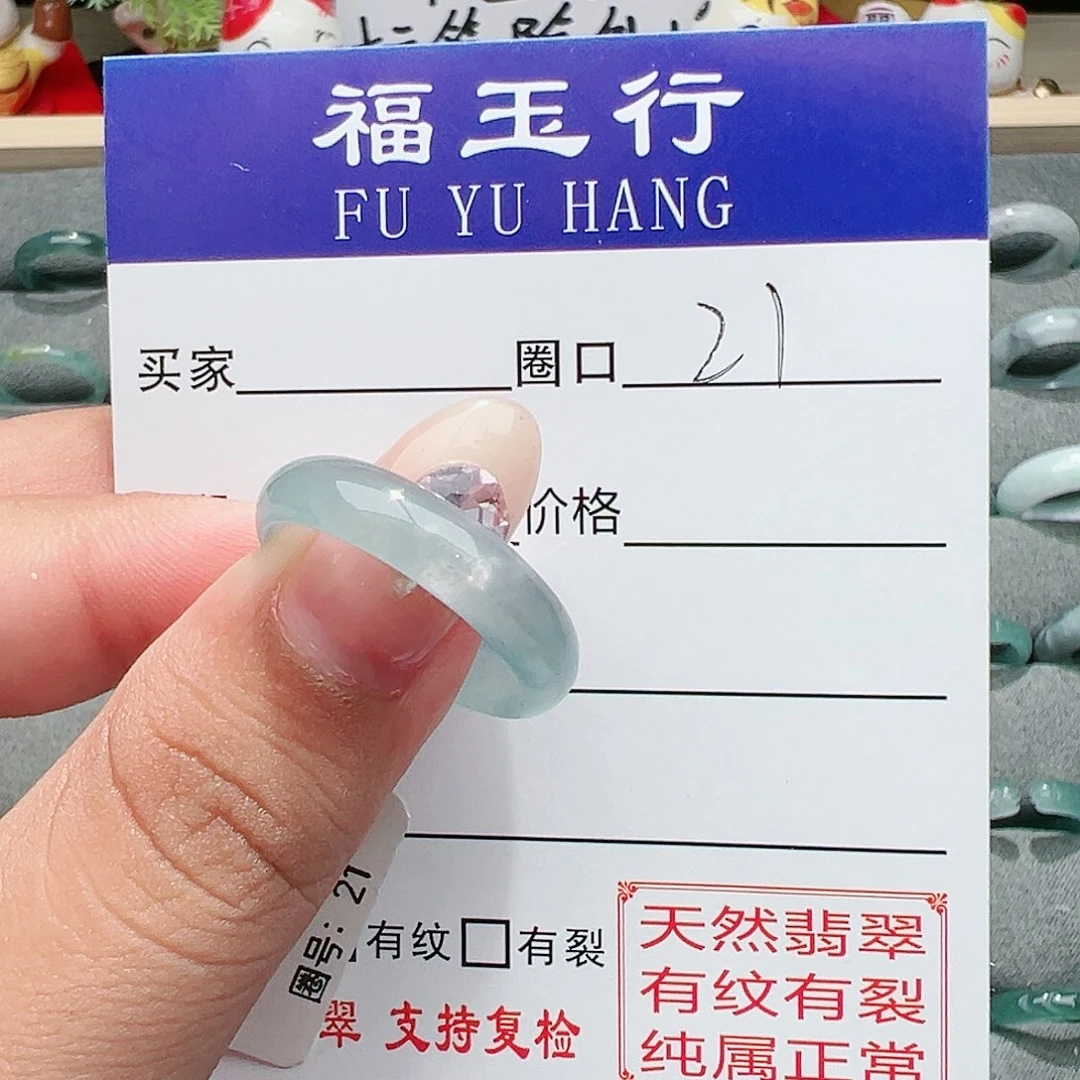 福玉行
FU YU HANG
买家 圈口 21
价格
有纹 有裂
圈号: 21
翠 支持复检
天然翡翠
有纹有裂
纯属正常